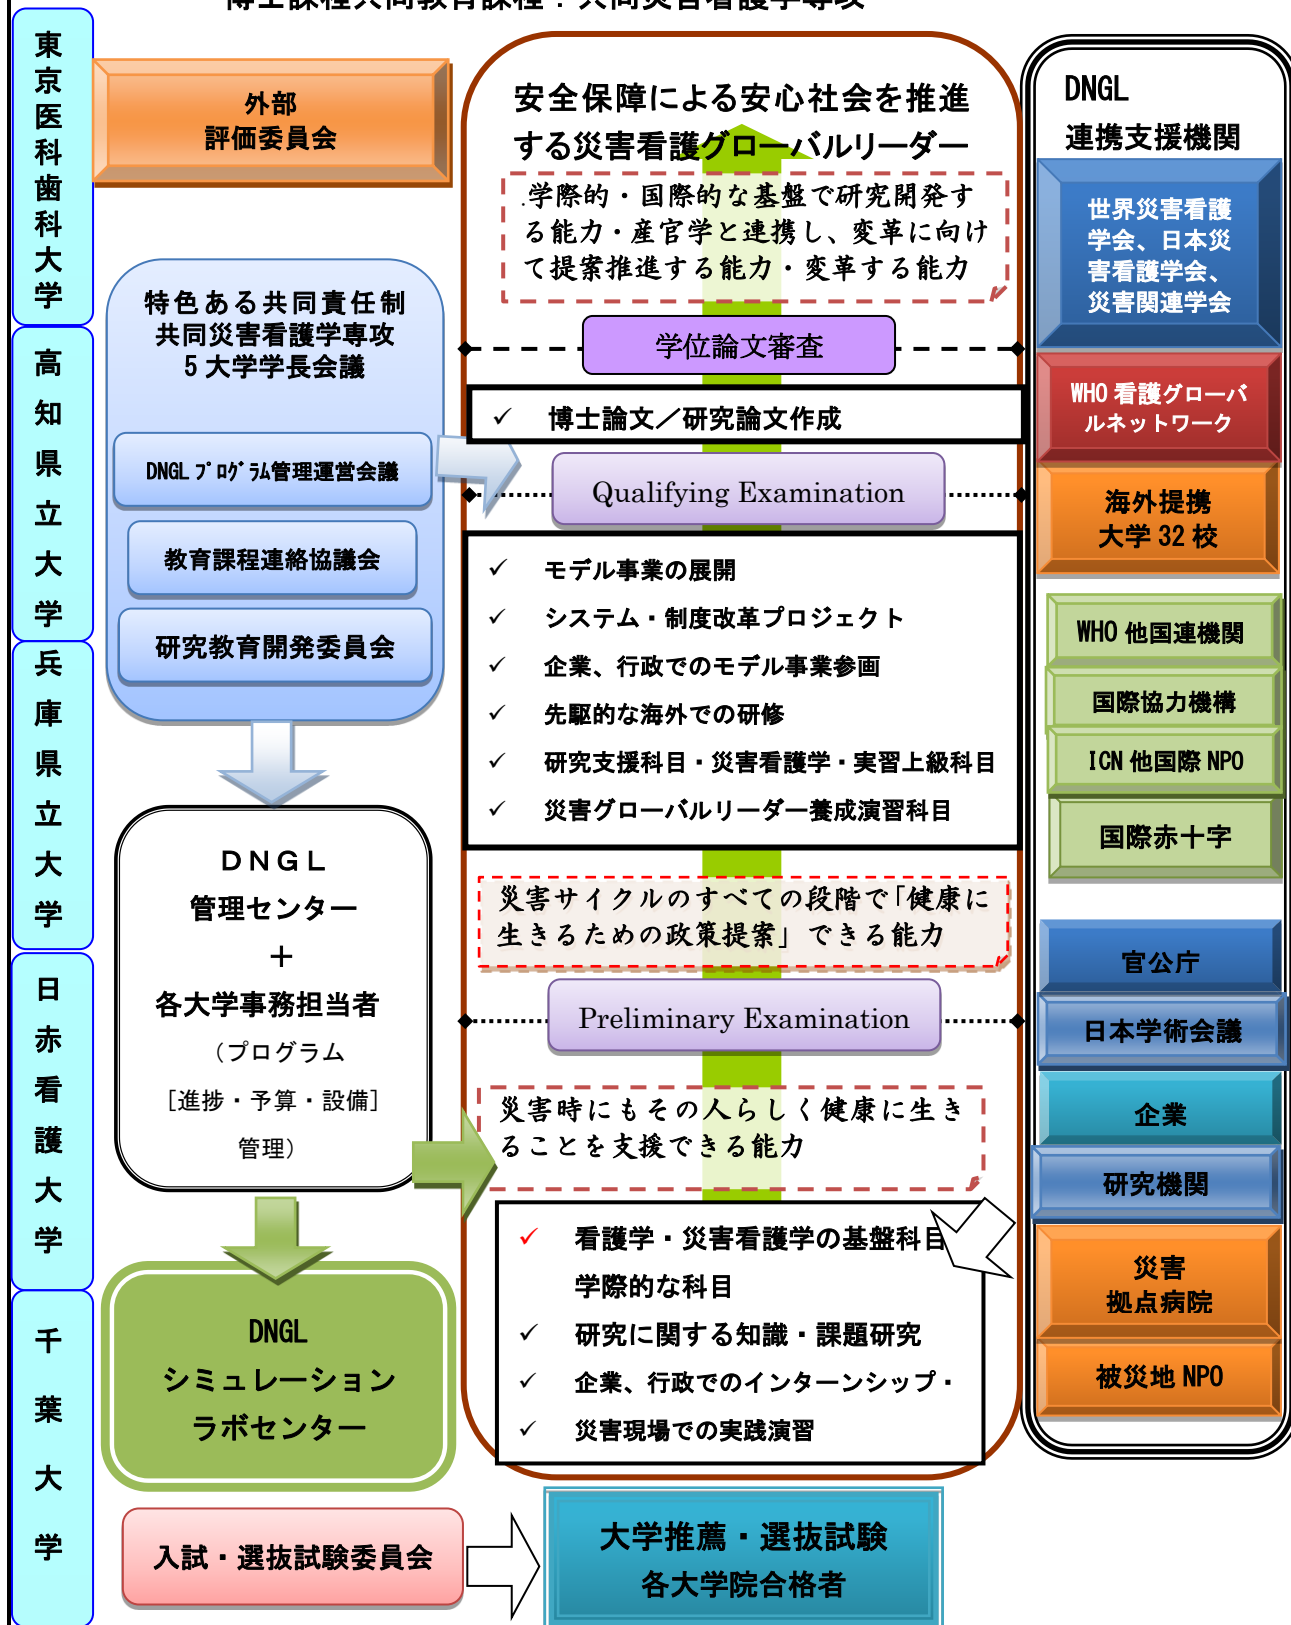 博士課程共同教育課程：共同災害看護学専攻
東京医科歯科大学
高知県立大学
兵庫県立大学
日赤看護大学
千葉大学
外部
評価委員会
特色ある共同責任制
共同災害看護学専攻
5 大学学長会議
DNGL ﾌﾟﾛｸﾞﾗﾑ管理運営会議
教育課程連絡協議会
研究教育開発委員会
ＤＮＧＬ
管理センター
＋
各大学事務担当者
（プログラム
［進捗・予算・設備］
管理）
DNGL
シミュレーション
ラボセンター
入試・選抜試験委員会
安全保障による安心社会を推進
する災害看護グローバルリーダー
.学際的・国際的な基盤で研究開発す
る能力・産官学と連携し、変革に向け
て提案推進する能力・変革する能力
学位論文審査
✓ 博士論文／研究論文作成
Qualifying Examination
✓ モデル事業の展開
✓ システム・制度改革プロジェクト
✓ 企業、行政でのモデル事業参画
✓ 先駆的な海外での研修
✓ 研究支援科目・災害看護学・実習上級科目
✓ 災害グローバルリーダー養成演習科目
災害サイクルのすべての段階で「健康に
生きるための政策提案」できる能力
Preliminary Examination
災害時にもその人らしく健康に生き
ることを支援できる能力
✓ 看護学・災害看護学の基盤科目
学際的な科目
✓ 研究に関する知識・課題研究
✓ 企業、行政でのインターンシップ・
✓ 災害現場での実践演習
大学推薦・選抜試験
各大学院合格者
DNGL
連携支援機関
世界災害看護
学会、日本災
害看護学会、
災害関連学会
WHO 看護グローバ
ルネットワーク
海外提携
大学 32 校
WHO 他国連機関
国際協力機構
ICN 他国際 NPO
国際赤十字
官公庁
日本学術会議
企業
研究機関
災害
拠点病院
被災地 NPO